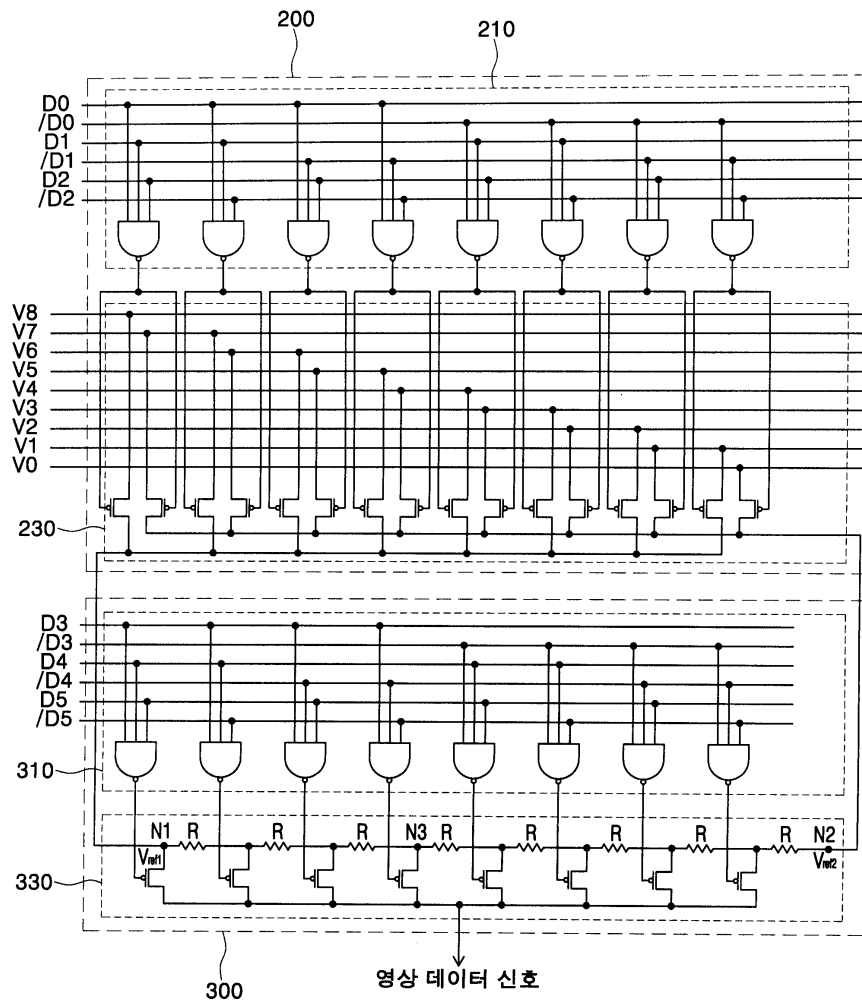 200
210
D0
/D0
D1
/D1
D2
/D2
V8
V7
V6
V5
V4
V3
V2
V1
V0
230
D3
/D3
D4
/D4
D5
/D5
310
N1 R R R N3 R R R R R N2
Vref1 Vref2
330
300
영상 데이터 신호